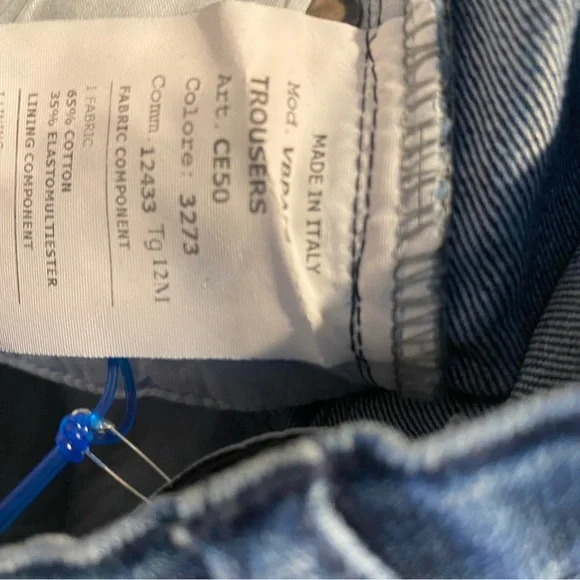 MADE IN ITALY
Mod.
TROUSERS
Art. CE50
Colore: 3273
Comm. 12433 Tg 12M
FABRIC COMPONENT
1 FABRIC
65% COTTON
35% ELASTOMULTIESTER
LINING COMPONENT